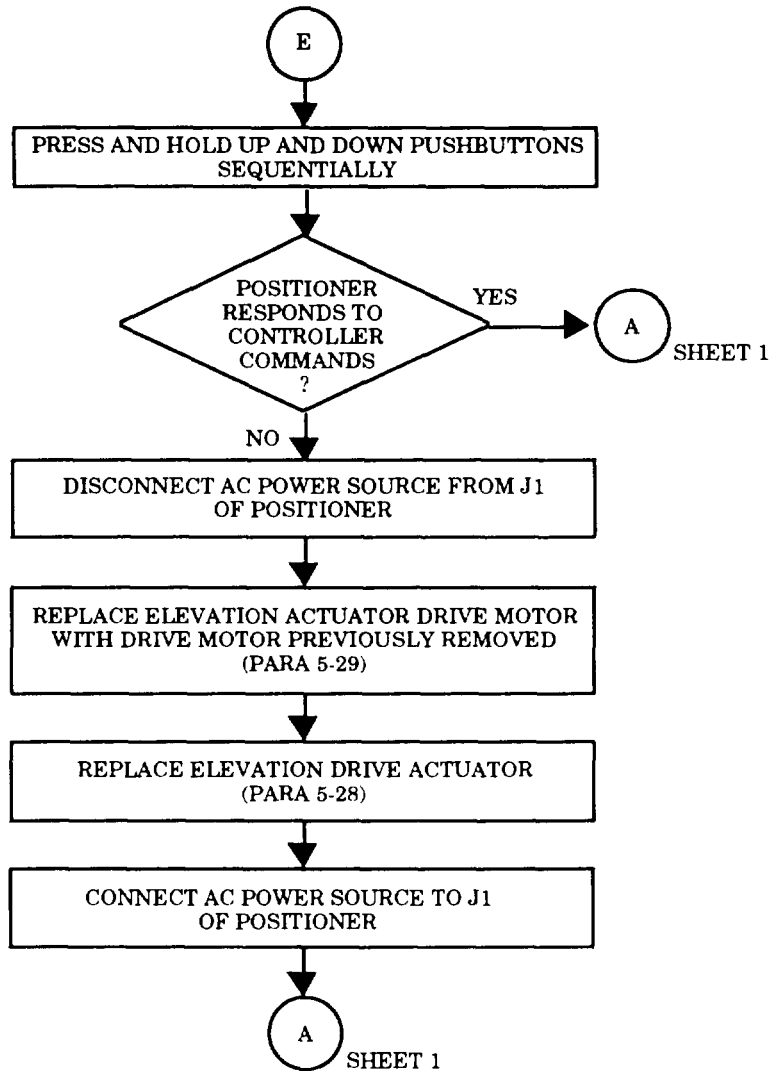 E
PRESS AND HOLD UP AND DOWN PUSHBUTTONS
SEQUENTIALLY
POSITIONER
RESPONDS TO
CONTROLLER
COMMANDS
?
YES
A
SHEET 1
NO
DISCONNECT AC POWER SOURCE FROM J1
OF POSITIONER
REPLACE ELEVATION ACTUATOR DRIVE MOTOR
WITH DRIVE MOTOR PREVIOUSLY REMOVED
(PARA 5-29)
REPLACE ELEVATION DRIVE ACTUATOR
(PARA 5-28)
CONNECT AC POWER SOURCE TO J1
OF POSITIONER
A
SHEET 1